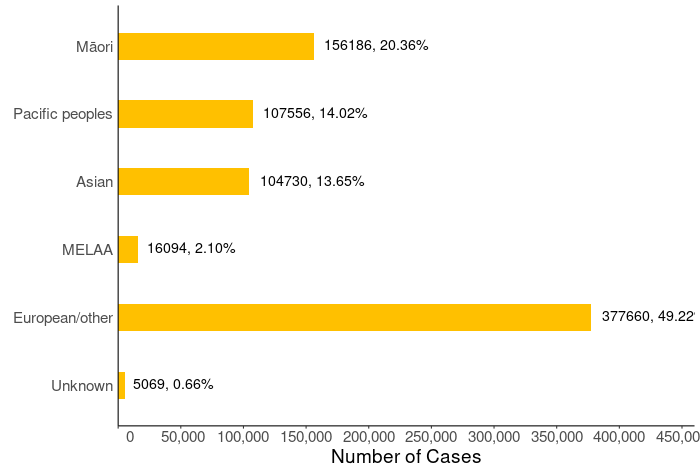 Māori 156186, 20.36%
Pacific peoples 107556, 14.02%
Asian 104730, 13.65%
MELAA 16094, 2.10%
European/other 377660, 49.22
Unknown 5069, 0.66%
0 50,000 100,000 150,000 200,000 250,000 300,000 350,000 400,000 450,00
Number of Cases